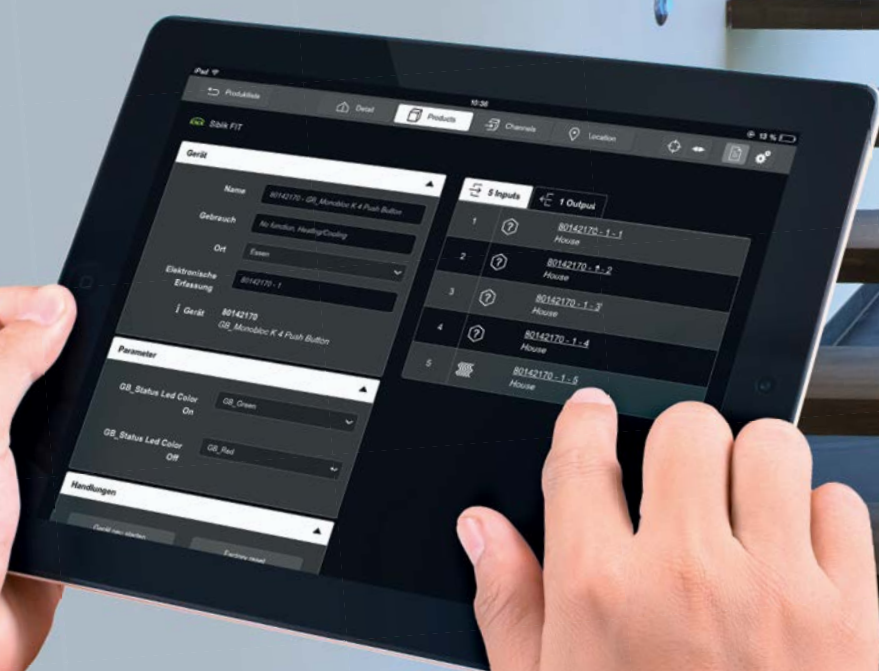 iPad
10:36
13 %
Produktliste
Detail
Products
Channels
Location
Sbik FIT
Gerät
Name
80142170 - GB_Monobloc K 4 Push Button
Gebrauch
No function, Heating/Cooling
Ort
Essen
Elektronische
Erfassung
80142170 - 1
i Gerät
80142170
GB_Monobloc K 4 Push Button
Parameter
GB_Status Led Color
On
GB_Green
GB_Status Led Color
Off
GB_Red
Handlungen
Gerät neu starten
Factory reset
5 Inputs
1 Output
1
80142170 - 1 - 1
House
2
80142170 - 1 - 2
House
3
80142170 - 1 - 3
House
4
80142170 - 1 - 4
House
5
80142170 - 1 - 5
House